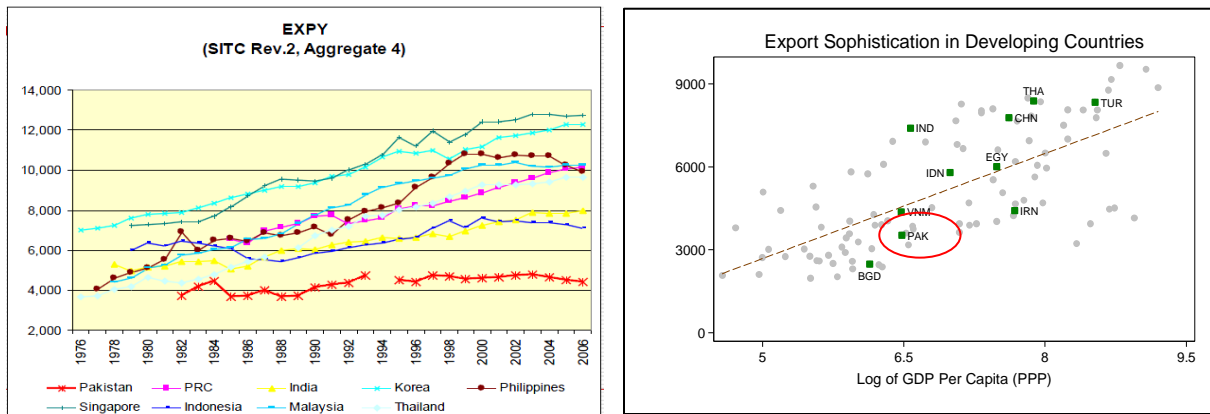 EXPY
(SITC Rev.2, Aggregate 4)
14,000
12,000
10,000
8,000
6,000
4,000
2,000
1976 1978 1980 1982 1984 1986 1988 1990 1992 1994 1996 1998 2000 2002 2004 2006
Pakistan PRC India Korea Philippines
Singapore Indonesia Malaysia Thailand
Export Sophistication in Developing Countries
9000
6000
3000
0
THA
TUR
CHN
IND
EGY
IDN
VNM
IRN
PAK
BGD
5 6.5 8 9.5
Log of GDP Per Capita (PPP)